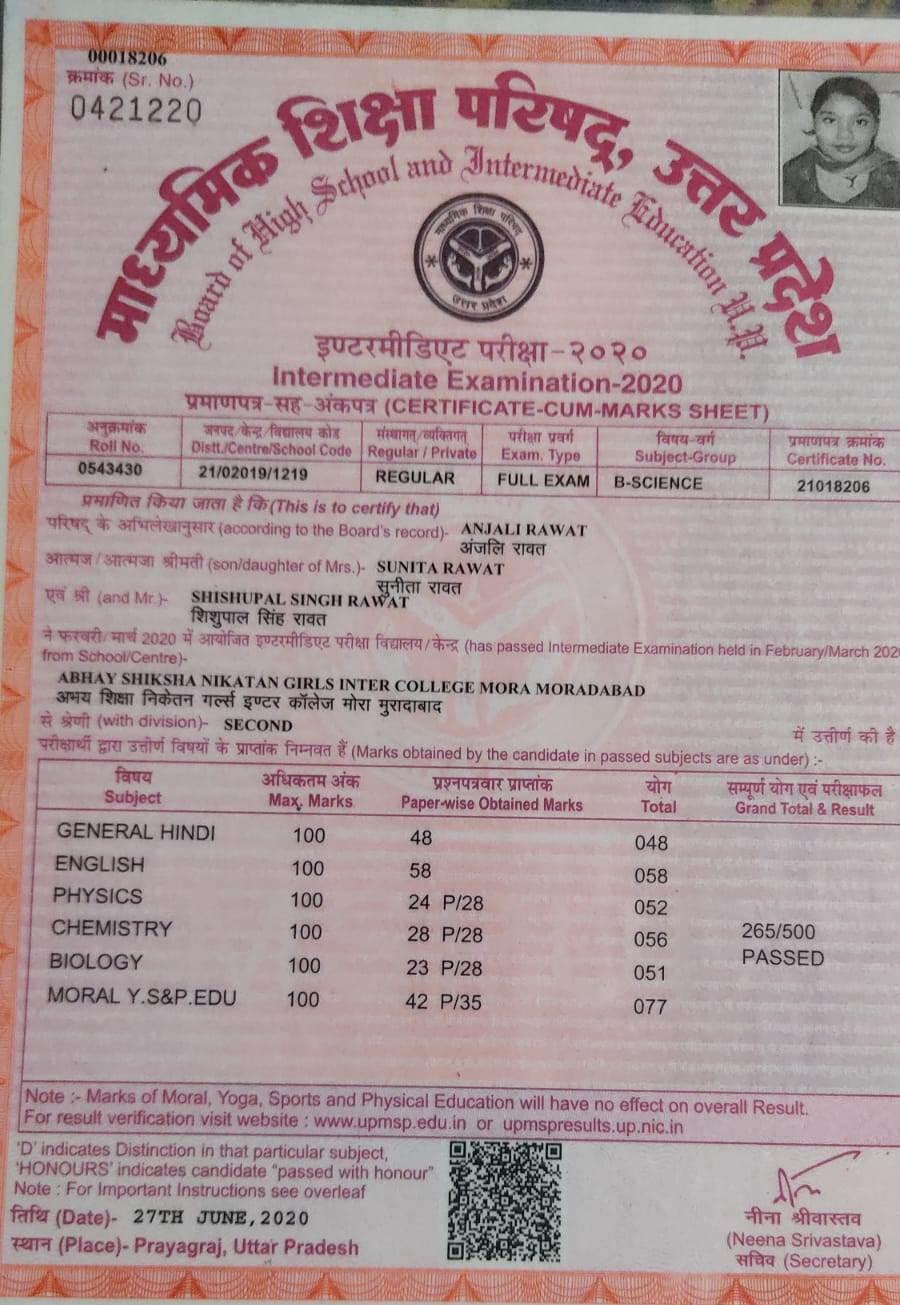 00018206
क्रमांक (Sr. No.)
0421220
माध्यमिक शिक्षा परिषद्, उत्तर प्रदेश
Board of High School and Intermediate Education U.P.
माध्यमिक शिक्षा परिषद्
उत्तर प्रदेश
इण्टरमीडिएट परीक्षा-२०२०
Intermediate Examination-2020
प्रमाणपत्र-सह-अंकपत्र (CERTIFICATE-CUM-MARKS SHEET)
अनुक्रमांक जनपद/केन्द्र/विद्यालय कोड संस्थागत/व्यक्तिगत परीक्षा प्रवर्ग विषय-वर्ग प्रमाणपत्र क्रमांक
Roll No. Distt./Centre/School Code Regular / Private Exam. Type Subject-Group Certificate No.
0543430 21/02019/1219 REGULAR FULL EXAM B-SCIENCE 21018206
प्रमाणित किया जाता है कि (This is to certify that)
परिषद् के अभिलेखानुसार (according to the Board's record)- ANJALI RAWAT
अंजलि रावत
आत्मज/आत्मजा श्रीमती (son/daughter of Mrs.)- SUNITA RAWAT
सुनीता रावत
एवं श्री (and Mr.)- SHISHUPAL SINGH RAWAT
शिशुपाल सिंह रावत
ने फरवरी/मार्च 2020 में आयोजित इण्टरमीडिएट परीक्षा विद्यालय/केन्द्र (has passed Intermediate Examination held in February/March 202
from School/Centre)-
ABHAY SHIKSHA NIKATAN GIRLS INTER COLLEGE MORA MORADABAD
अभय शिक्षा निकेतन गर्ल्स इण्टर कॉलेज मोरा मुरादाबाद
से श्रेणी (with division)- SECOND में उत्तीर्ण की है
परीक्षार्थी द्वारा उत्तीर्ण विषयों के प्राप्तांक निम्नवत हैं (Marks obtained by the candidate in passed subjects are as under) :-
विषय अधिकतम अंक प्रश्नपत्रवार प्राप्तांक योग सम्पूर्ण योग एवं परीक्षाफल
Subject Max. Marks Paper-wise Obtained Marks Total Grand Total & Result
GENERAL HINDI 100 48 048
ENGLISH 100 58 058
PHYSICS 100 24 P/28 052
CHEMISTRY 100 28 P/28 056 265/500
BIOLOGY 100 23 P/28 051 PASSED
MORAL Y.S&P.EDU 100 42 P/35 077
Note :- Marks of Moral, Yoga, Sports and Physical Education will have no effect on overall Result.
For result verification visit website : www.upmsp.edu.in or upmspresults.up.nic.in
'D' indicates Distinction in that particular subject,
'HONOURS' indicates candidate "passed with honour"
Note : For Important Instructions see overleaf
तिथि (Date)- 27TH JUNE,2020
स्थान (Place)- Prayagraj, Uttar Pradesh
नीना श्रीवास्तव
(Neena Srivastava)
सचिव (Secretary)